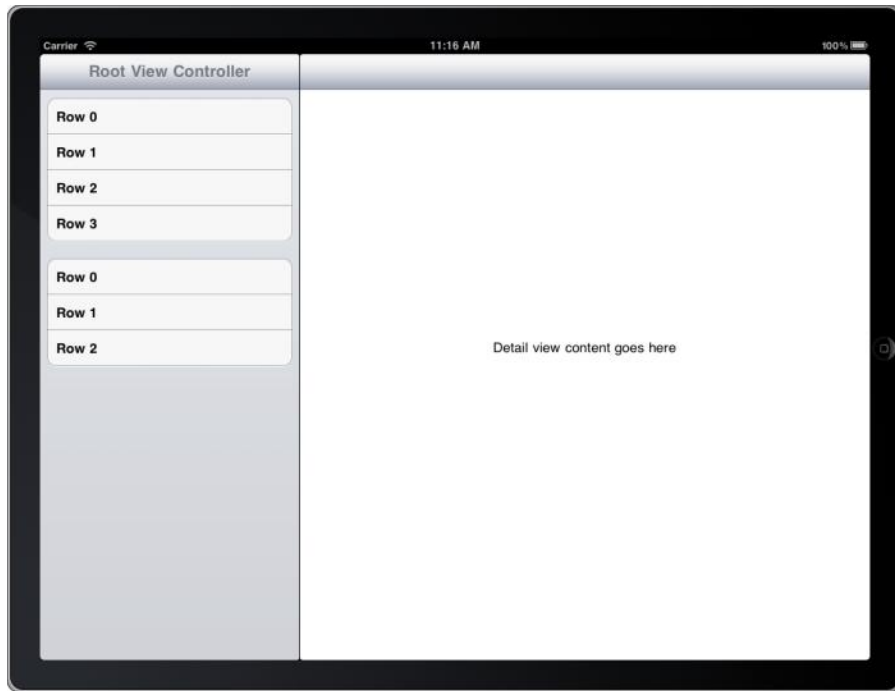 Carrier
11:16 AM
100%
Root View Controller
Row 0
Row 1
Row 2
Row 3
Row 0
Row 1
Row 2
Detail view content goes here